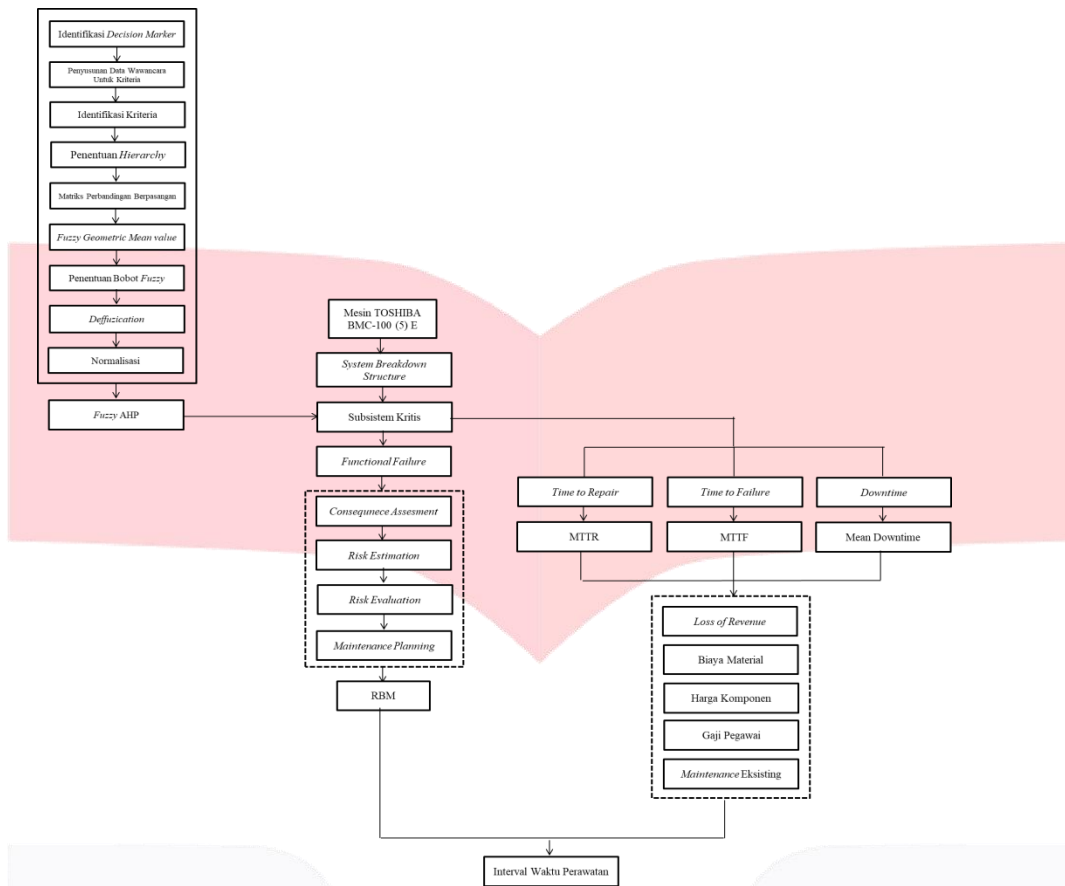 Identifikasi Decision Marker
Penyusunan Data Wawancara
Untuk Kriteria
Identifikasi Kriteria
Penentuan Hierarchy
Matriks Perbandingan Berpasangan
Fuzzy Geometric Mean value
Penentuan Bobot Fuzzy
Deffuzication
Normalisasi
Fuzzy AHP
Mesin TOSHIBA
BMC-100 (5) E
System Breakdown
Structure
Subsistem Kritis
Functional Failure
Consequnece Assesment
Risk Estimation
Risk Evaluation
Maintenance Planning
RBM
Time to Repair
Time to Failure
Downtime
MTTR
MTTF
Mean Downtime
Loss of Revenue
Biaya Material
Harga Komponen
Gaji Pegawai
Maintenance Eksisting
Interval Waktu Perawatan